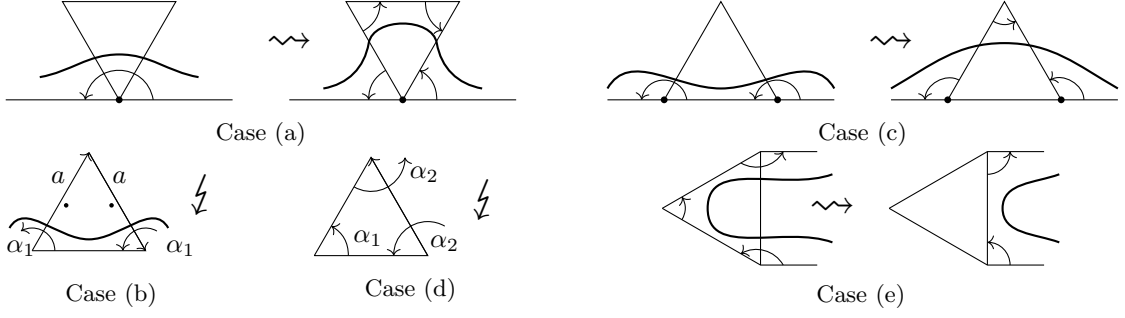 Case (a)
Case (c)
a a
α₁ α₁
Case (b)
α₂
α₁ α₂
Case (d)
Case (e)